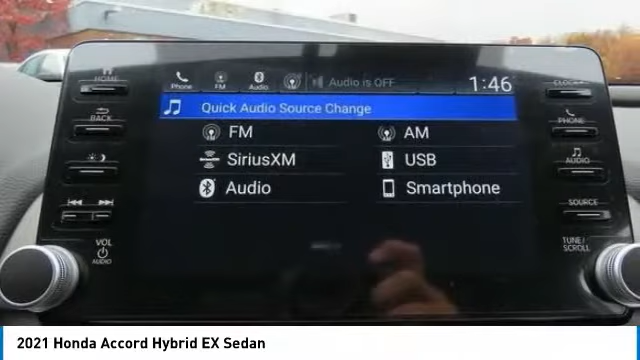 HOME
Phone FM Audio Audio is OFF 1:46
CLOCK
Quick Audio Source Change
BACK
PHONE
FM AM
SiriusXM USB
AUDIO
Audio Smartphone
SOURCE
VOL
AUDIO
TUNE/
SCROLL
2021 Honda Accord Hybrid EX Sedan